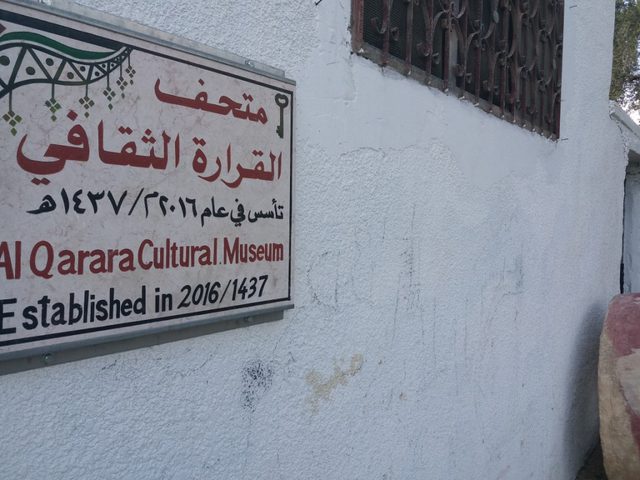 متحف
القرارة الثقافي
تأسس في عام ٢٠١٦م/١٤٣٧هـ
Al Qarara Cultural Museum
Established in 2016/1437